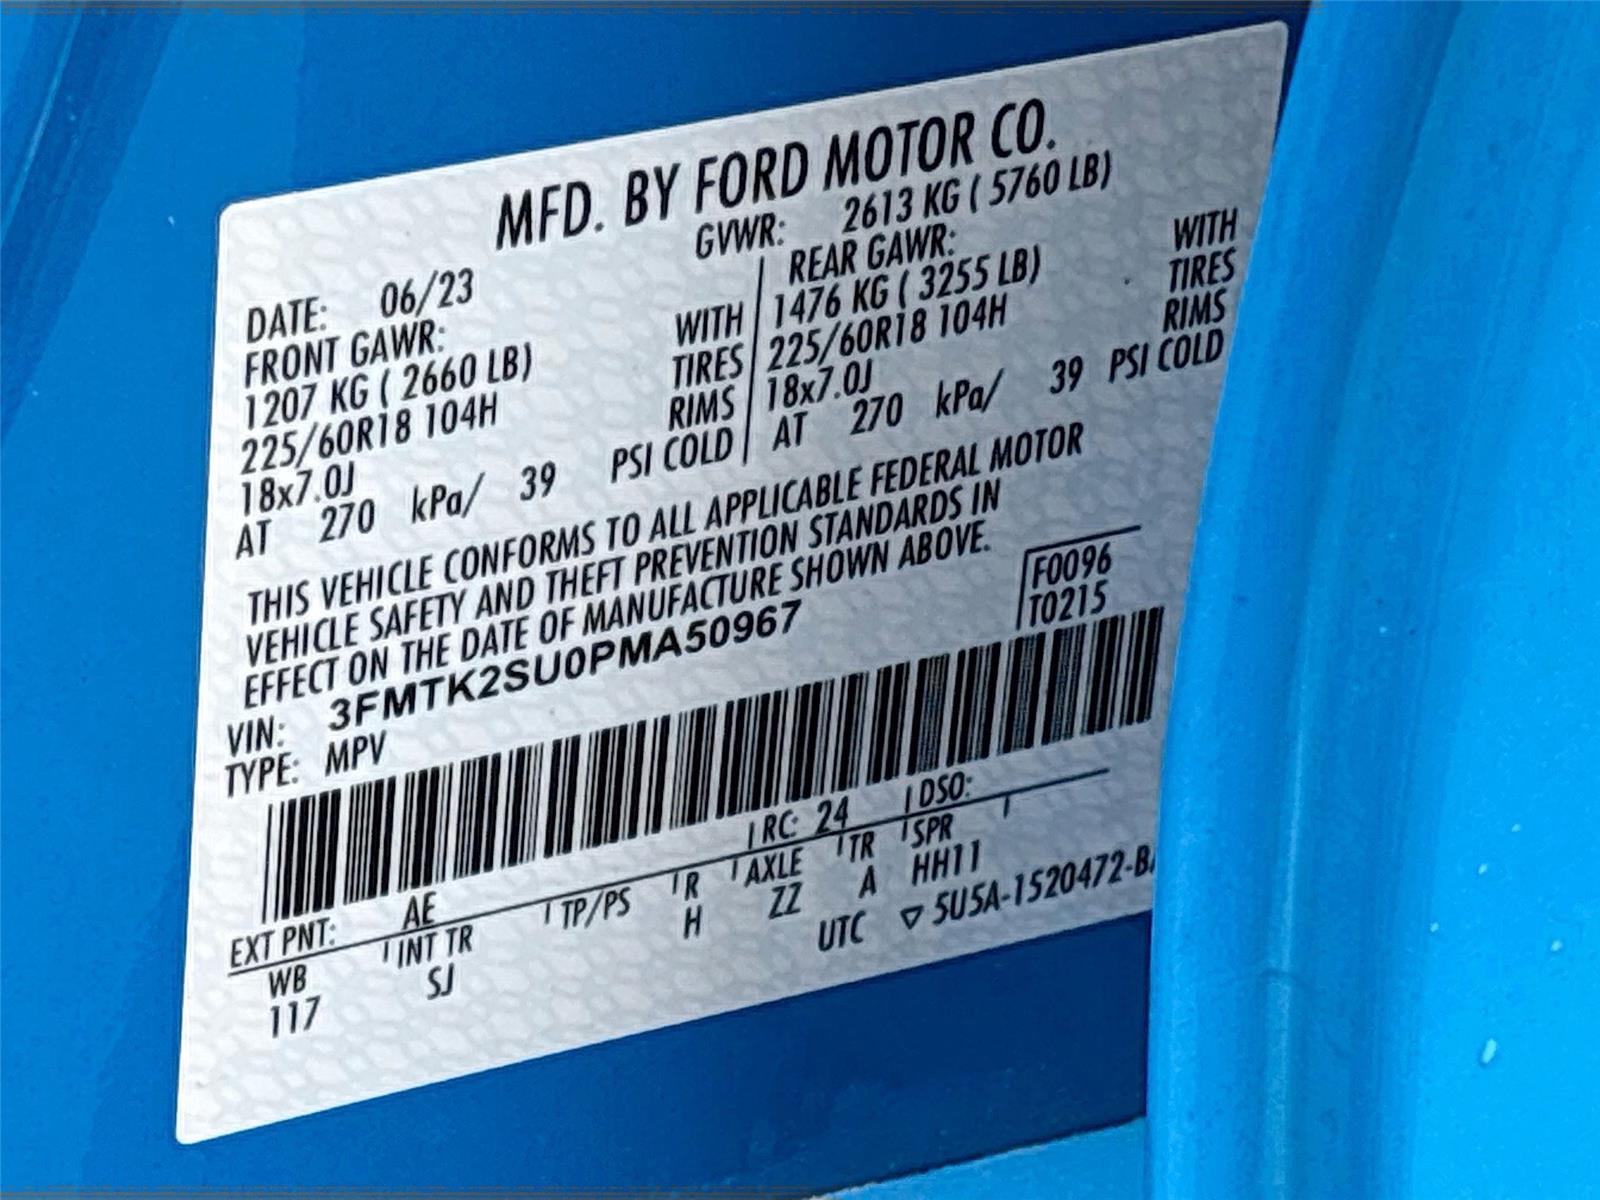 MFD. BY FORD MOTOR CO.
DATE: 06/23
GVWR: 2613 KG ( 5760 LB)
FRONT GAWR:
1207 KG ( 2660 LB) WITH
225/60R18 104H TIRES
18x7.0J RIMS
AT 270 kPa/ 39 PSI COLD
REAR GAWR:
1476 KG ( 3255 LB) WITH
225/60R18 104H TIRES
18x7.0J RIMS
AT 270 kPa/ 39 PSI COLD
THIS VEHICLE CONFORMS TO ALL APPLICABLE FEDERAL MOTOR
VEHICLE SAFETY AND THEFT PREVENTION STANDARDS IN
EFFECT ON THE DATE OF MANUFACTURE SHOWN ABOVE.
F0096
T0215
VIN: 3FMTK2SU0PMA50967
TYPE: MPV
EXT PNT: AE RC: 24 DSO:
WB INT TR TP/PS R AXLE TR SPR
117 SJ H ZZ A HH11
UTC ▽ 5U5A-1520472-B